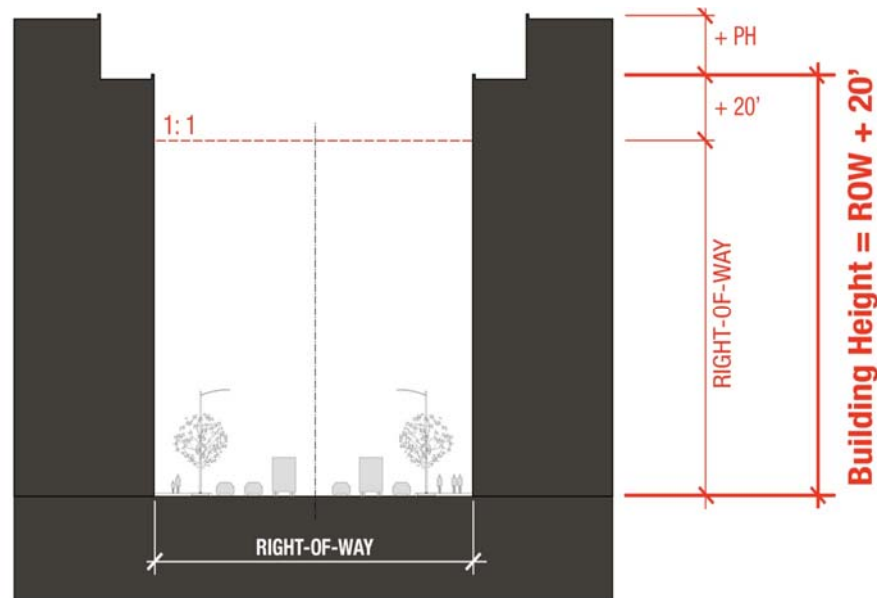 + PH
+ 20’
1: 1
RIGHT-OF-WAY
Building Height = ROW + 20’
RIGHT-OF-WAY